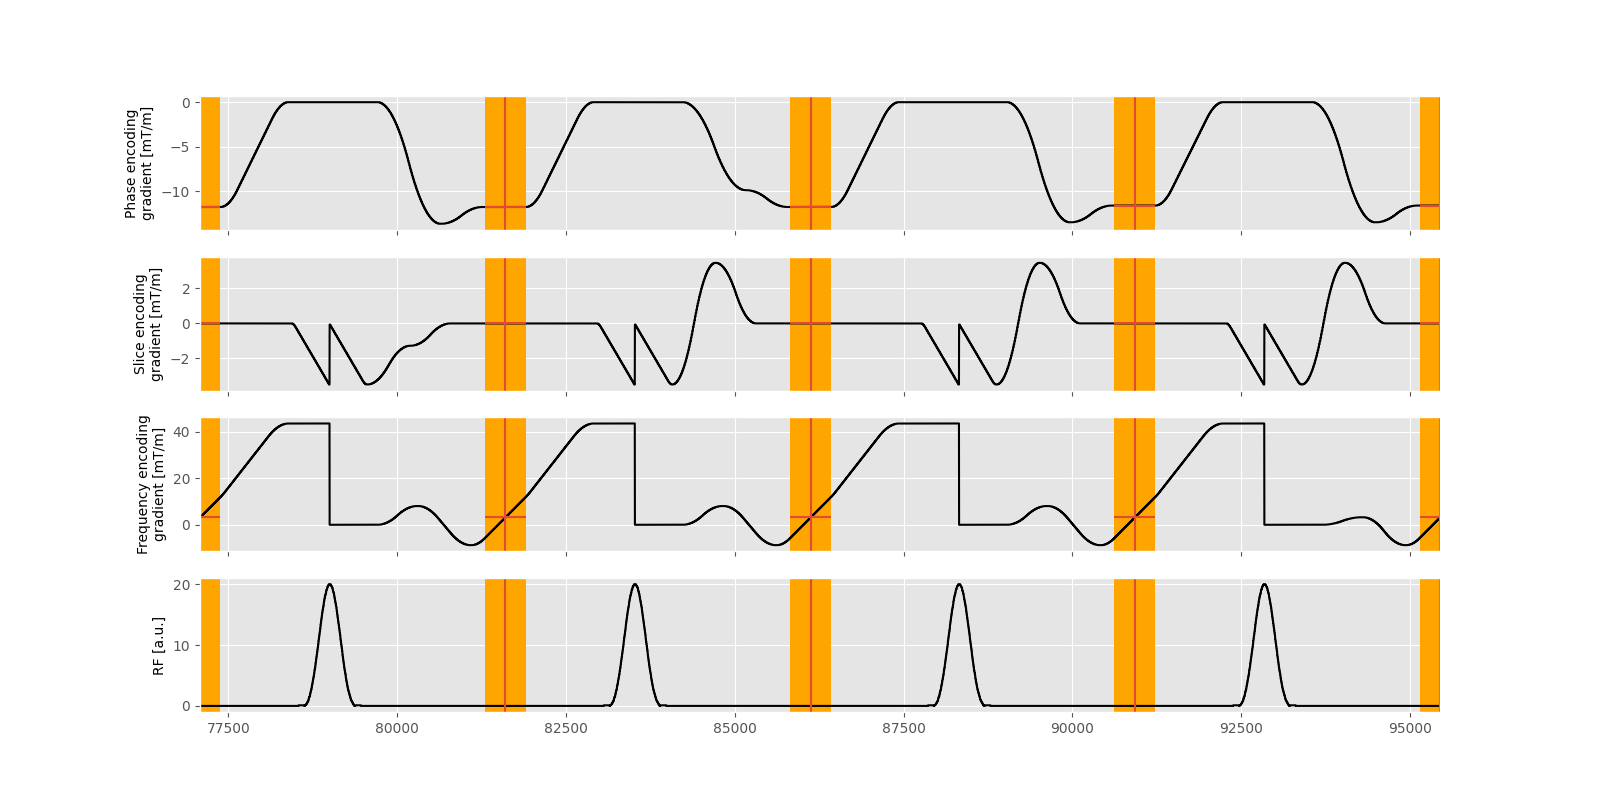 Phase encoding
gradient [mT/m]
0
−5
−10
Slice encoding
gradient [mT/m]
2
0
−2
Frequency encoding
gradient [mT/m]
40
20
0
RF [a.u.]
20
10
0
77500 80000 82500 85000 87500 90000 92500 95000